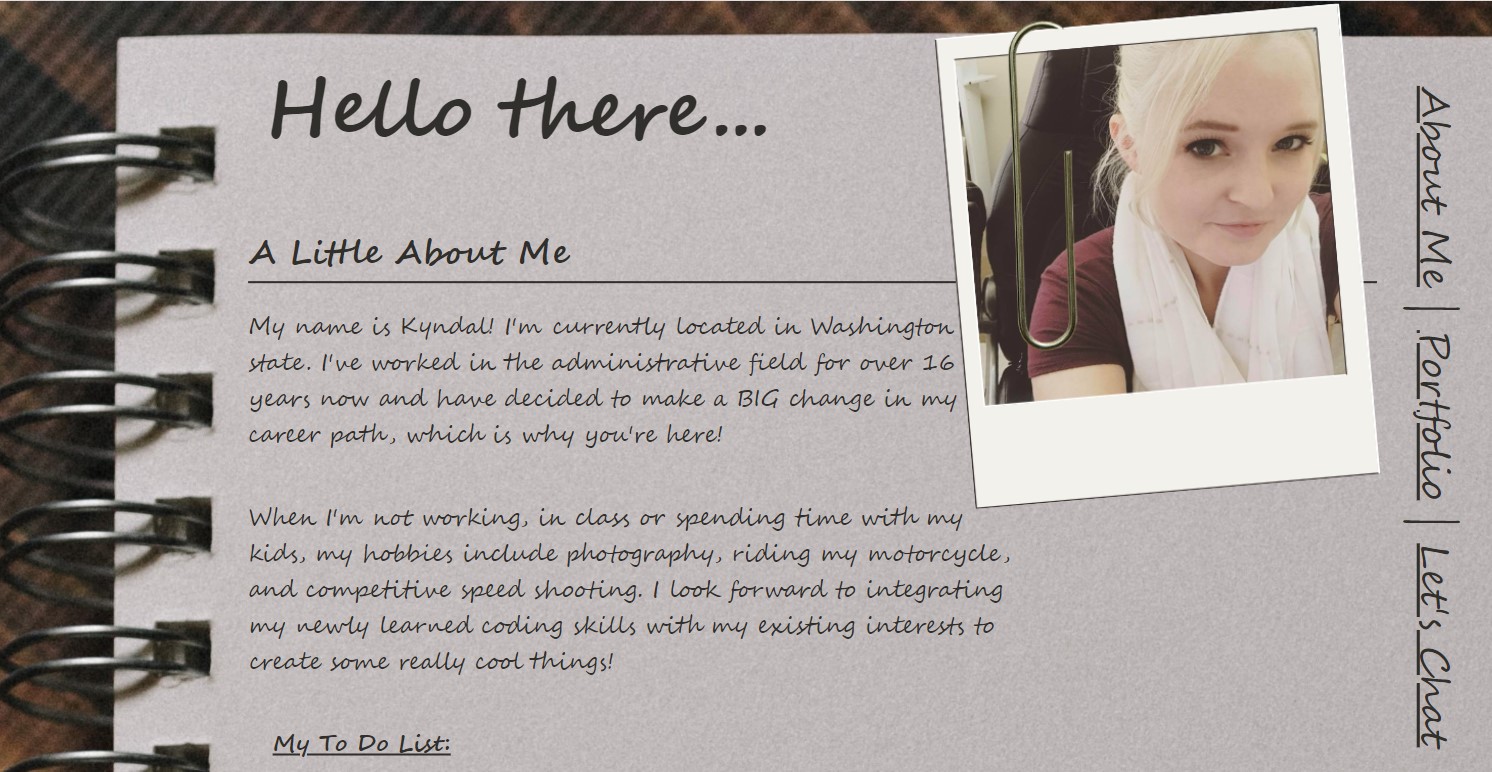 Hello there...
A Little About Me
My name is Kyndal! I'm currently located in Washington
state. I've worked in the administrative field for over 16
years now and have decided to make a BIG change in my
career path, which is why you're here!
When I'm not working, in class or spending time with my
kids, my hobbies include photography, riding my motorcycle,
and competitive speed shooting. I look forward to integrating
my newly learned coding skills with my existing interests to
create some really cool things!
My To Do List:
About Me | Portfolio | Let's Chat